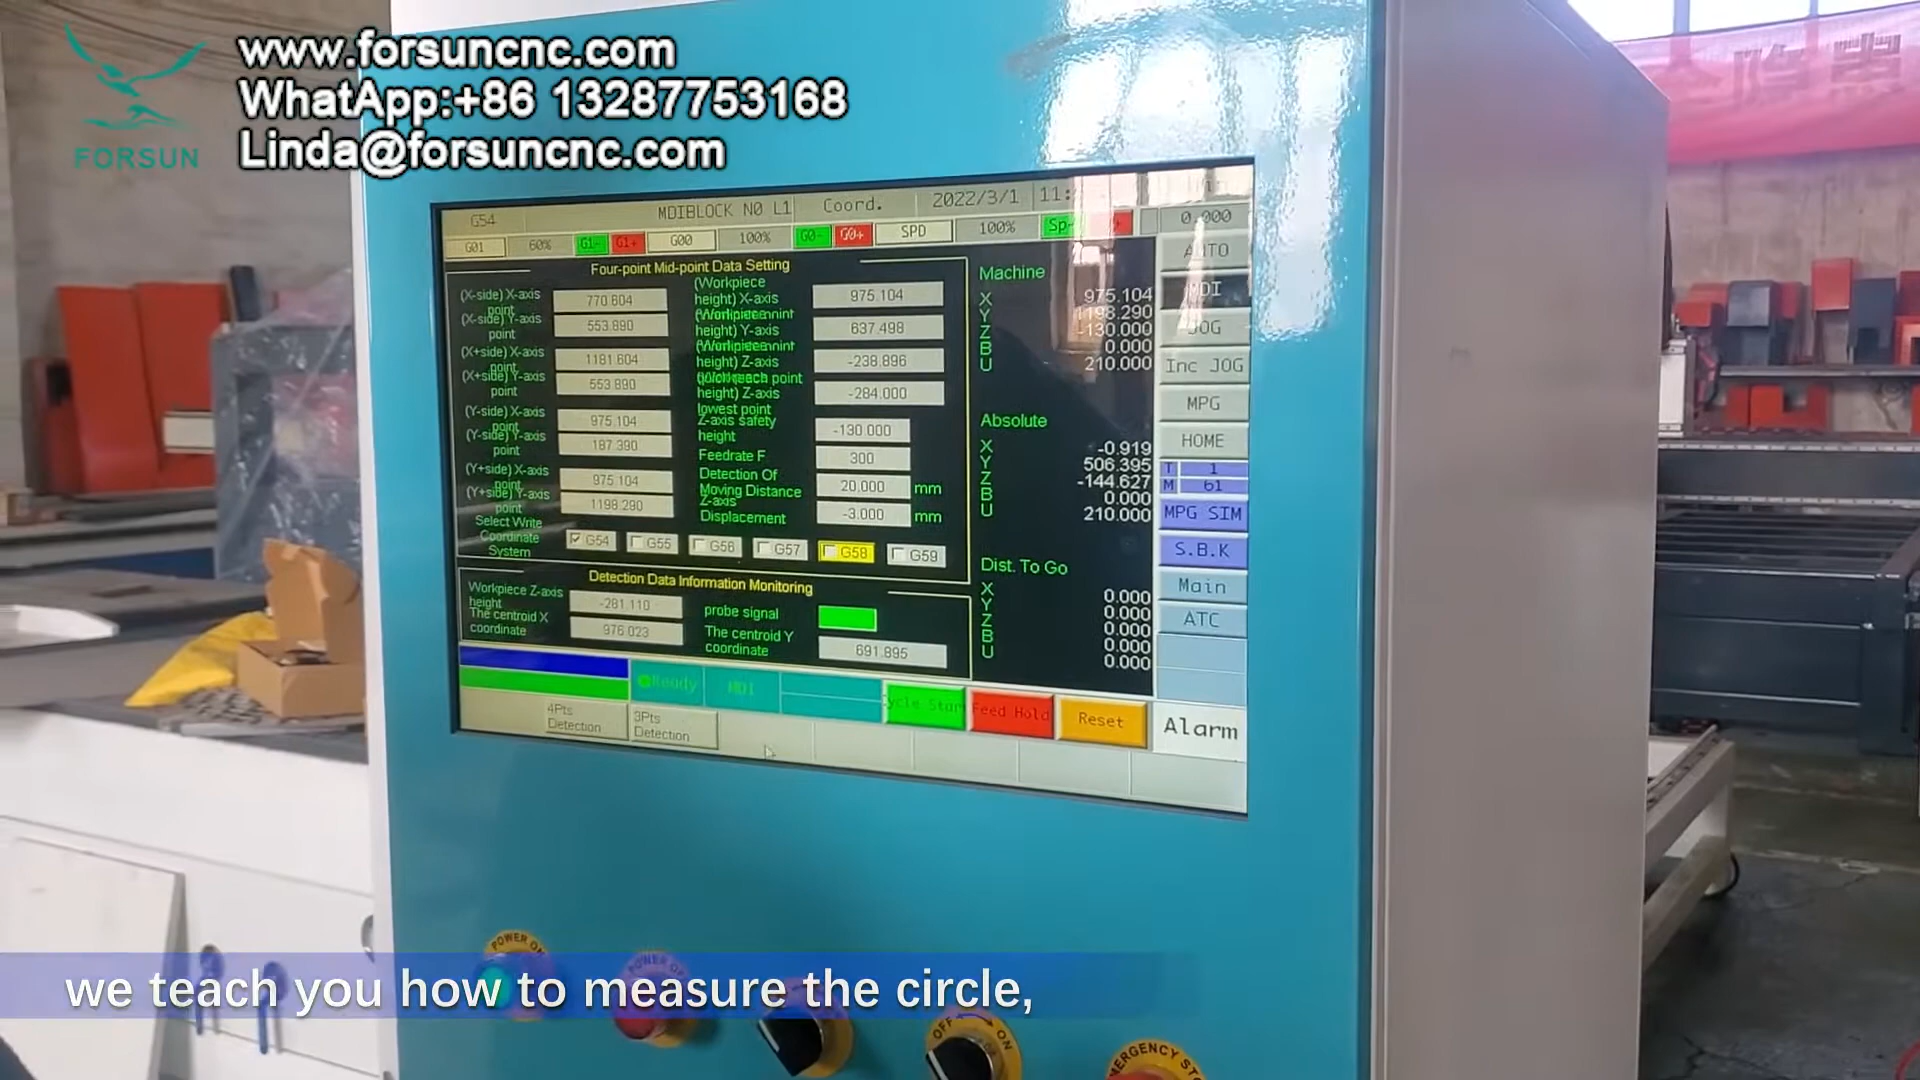 www.forsuncnc.com
WhatApp:+86 13287753168
Linda@forsuncnc.com
FORSUN
G54
MDIBLOCK N0 L1
Coord.
2022/3/1
11:
0.000
G01
60%
G1-
G1+
G00
100%
G0-
G0+
SPD
100%
Sp-
Four-point Mid-point Data Setting
(X-side) X-axis point
770.604
(X-side) Y-axis point
553.890
(X+side) X-axis point
1181.604
(X+side) Y-axis point
553.890
(Y-side) X-axis point
975.104
(Y-side) Y-axis point
187.390
(Y+side) X-axis point
975.104
(Y+side) Y-axis point
1198.290
(Workpiece height) X-axis
975.104
height) Y-axis
637.498
height) Z-axis
-238.896
height) Z-axis
lowest point
-284.000
Z-axis safety height
-130.000
Feedrate F
300
Detection Of Moving Distance
20.000 mm
Z-axis Displacement
-3.000 mm
Select Write Coordinate System
G54
G55
G56
G57
G58
G59
Detection Data Information Monitoring
Workpiece Z-axis height
-281.110
probe signal
The centroid X coordinate
976.023
The centroid Y coordinate
691.895
Machine
X 975.104
Y 1198.290
Z -130.000
B 0.000
U 210.000
Absolute
X -0.919
Y 506.395
Z -144.627
B 0.000
U 210.000
Dist. To Go
X 0.000
Y 0.000
Z 0.000
B 0.000
U 0.000
AUTO
MDI
JOG
Inc JOG
MPG
HOME
T 1
M 61
MPG SIM
S.B.K
Main
ATC
Ready
MDI
Cycle Start
Feed Hold
Reset
Alarm
4Pts Detection
3Pts Detection
POWER ON
POWER OF
OFF ON
EMERGENCY STO
we teach you how to measure the circle,